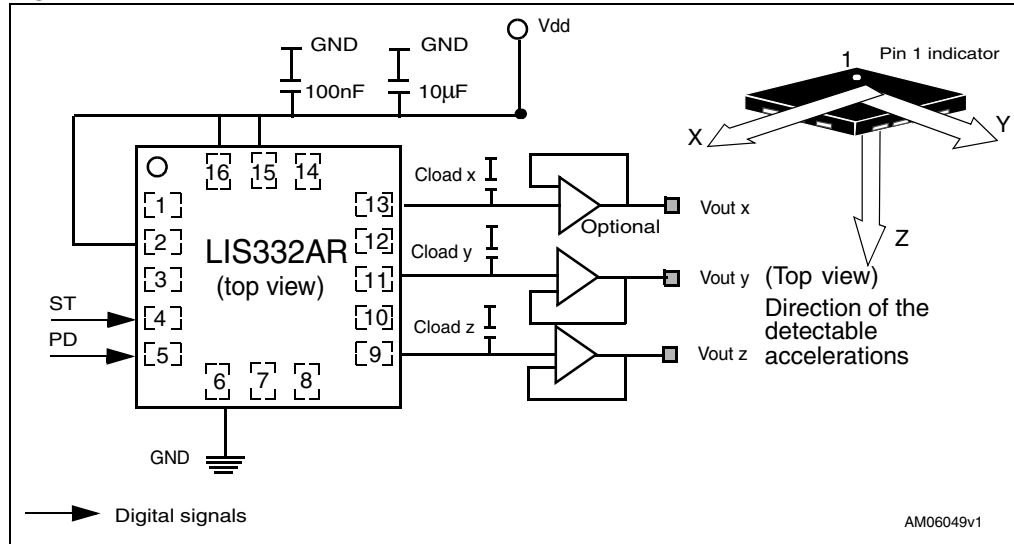 Vdd
GND
GND
100nF
10μF
1
Pin 1 indicator
X
Y
Z
16
15
14
1
2
3
4
5
6
7
8
9
10
11
12
13
LIS332AR
(top view)
ST
PD
GND
Cload x
Cload y
Cload z
Optional
Vout x
Vout y
Vout z
(Top view)
Direction of the
detectable
accelerations
Digital signals
AM06049v1